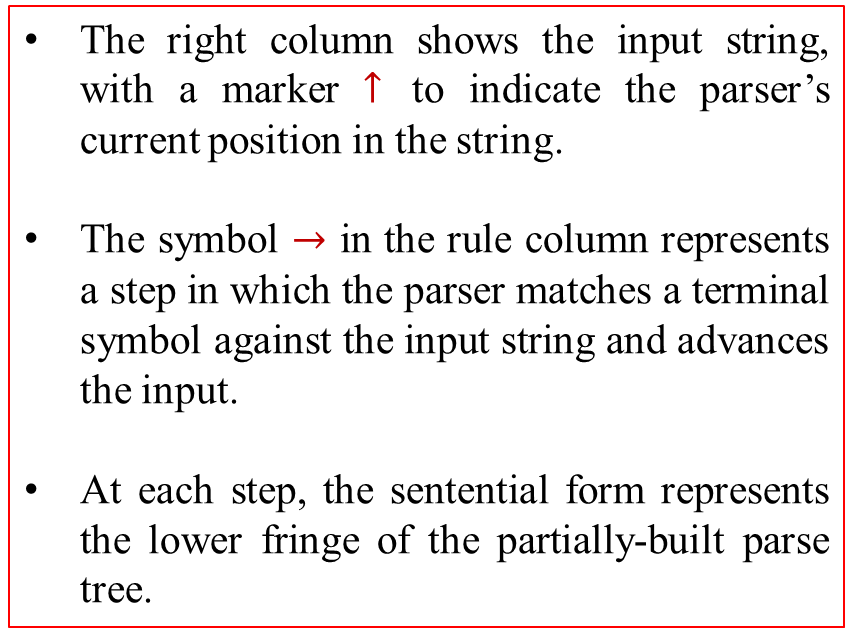 • The right column shows the input string,
with a marker ↑ to indicate the parser’s
current position in the string.
• The symbol → in the rule column represents
a step in which the parser matches a terminal
symbol against the input string and advances
the input.
• At each step, the sentential form represents
the lower fringe of the partially-built parse
tree.